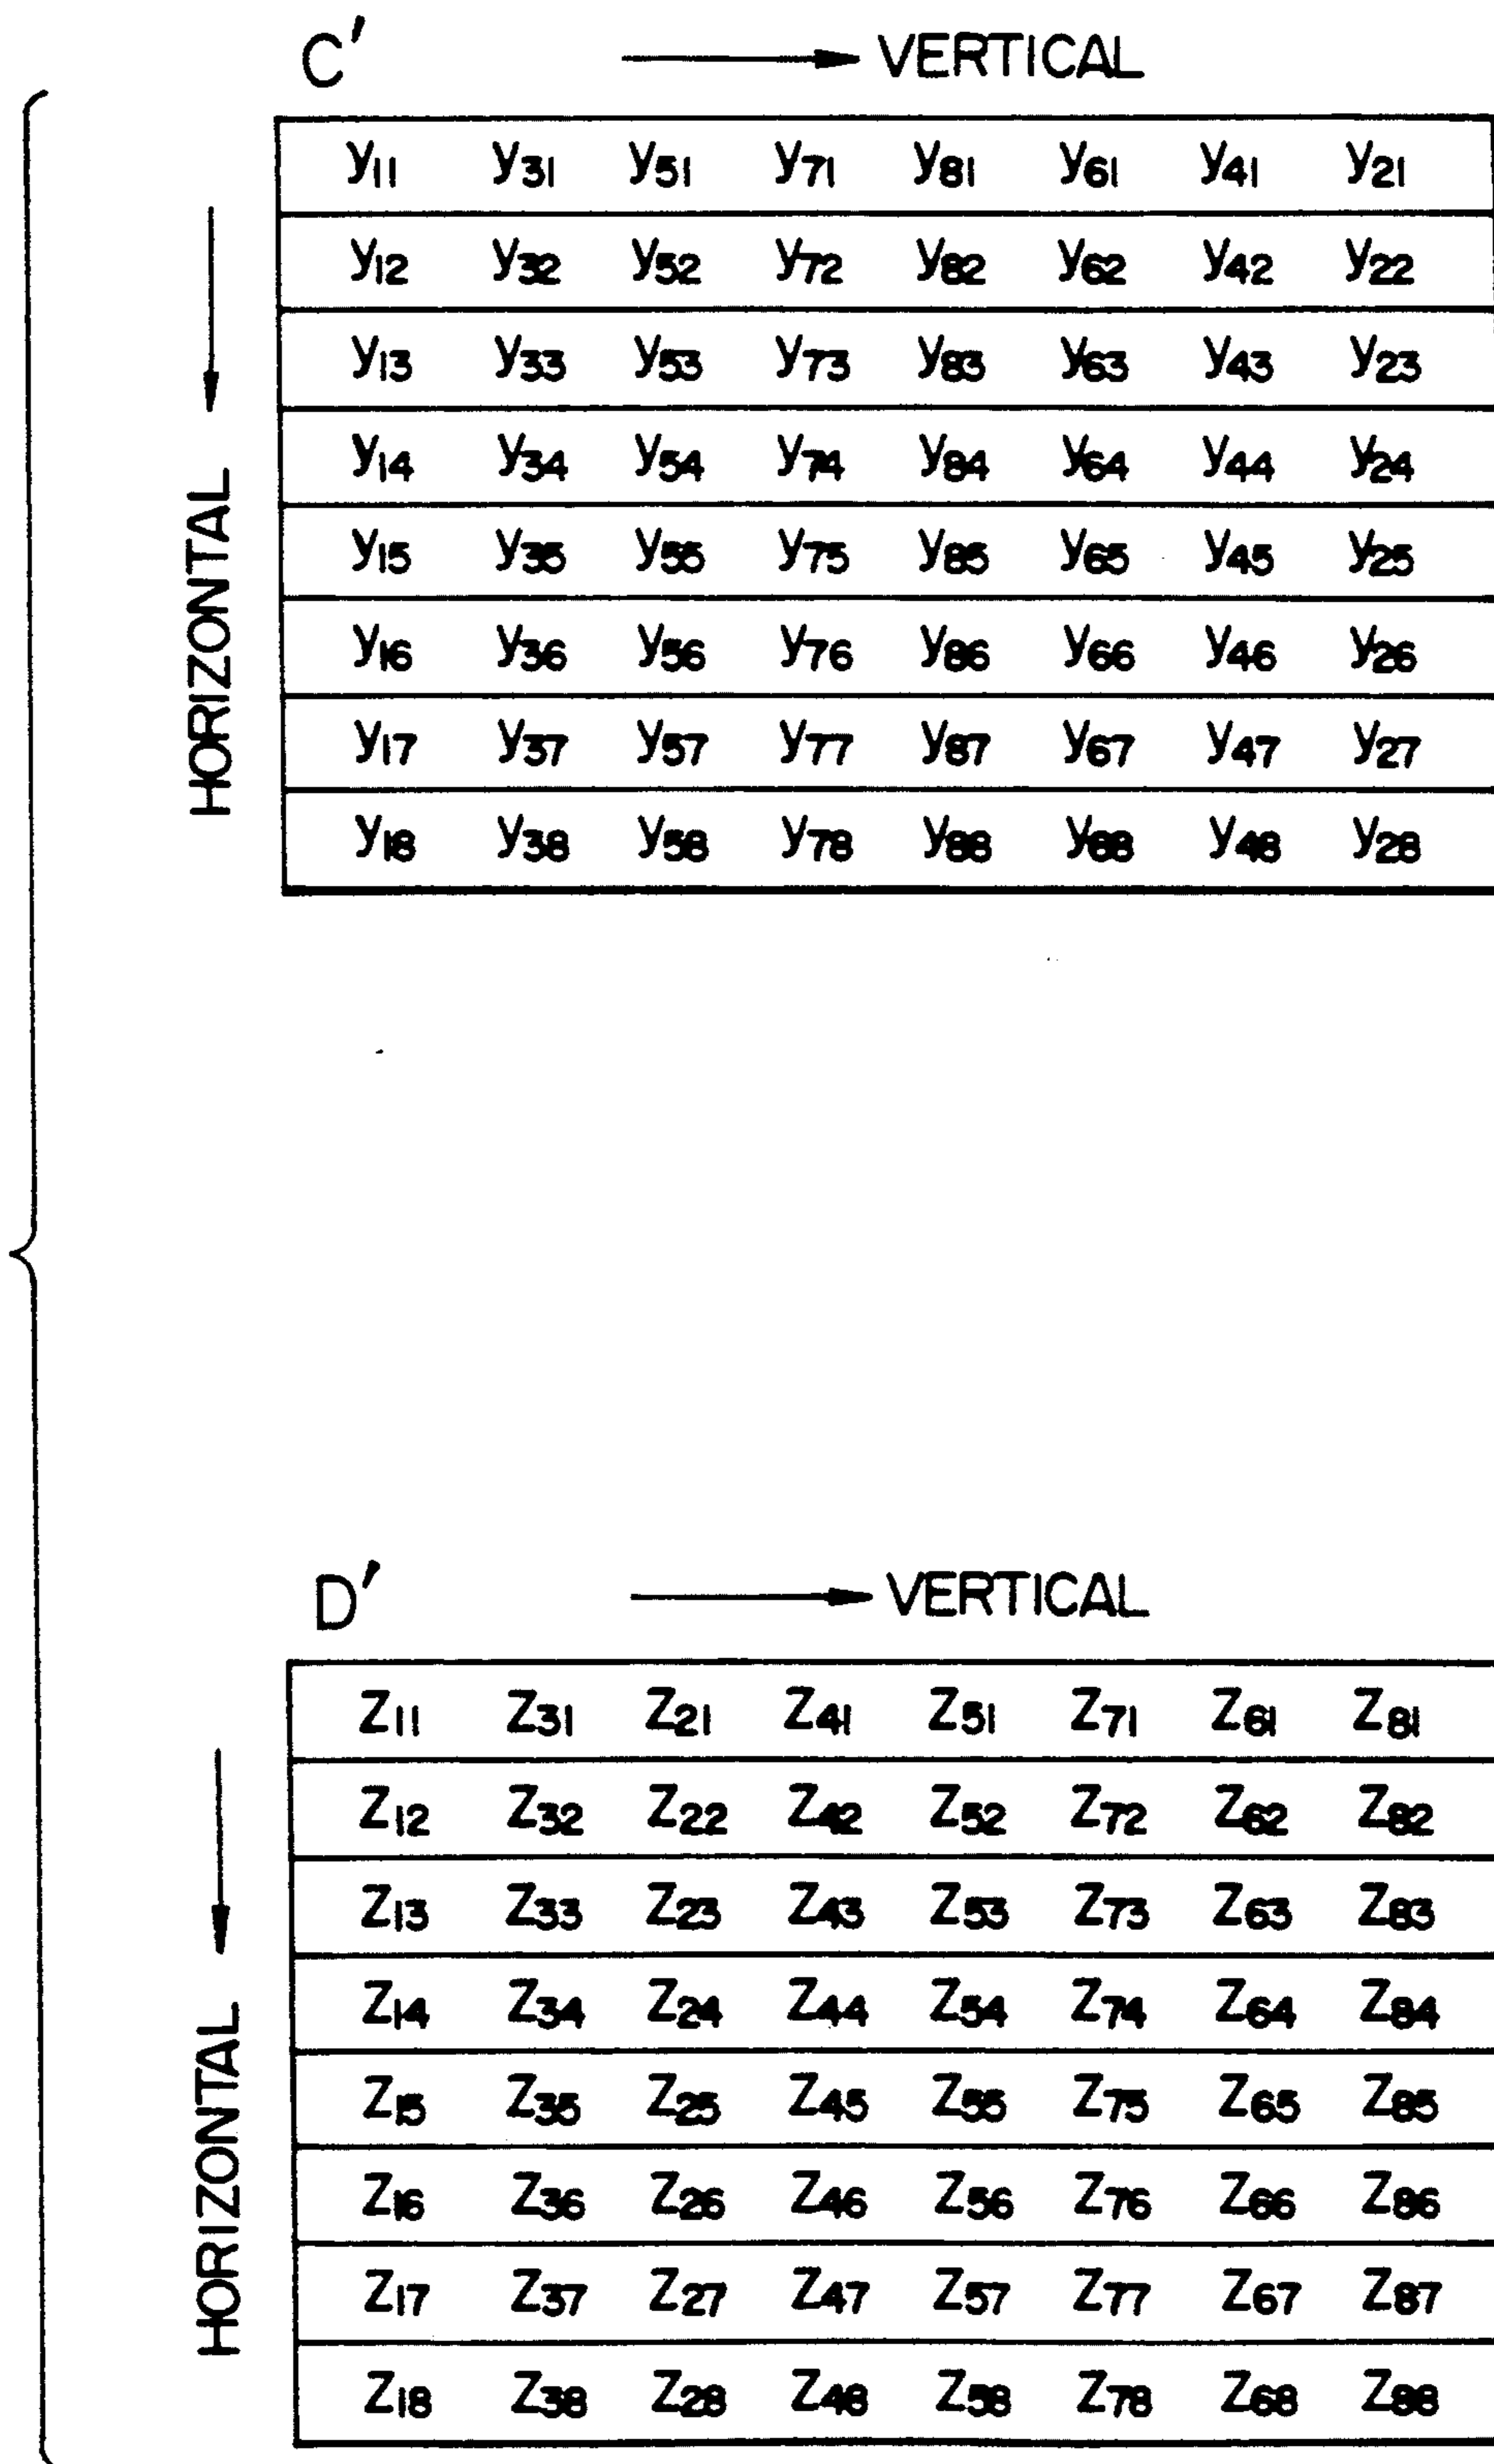 C′ VERTICAL
HORIZONTAL
y11 y31 y51 y71 y81 y61 y41 y21
y12 y32 y52 y72 y82 y62 y42 y22
y13 y33 y53 y73 y83 y63 y43 y23
y14 y34 y54 y74 y84 y64 y44 y24
y15 y35 y55 y75 y85 y65 y45 y25
y16 y36 y56 y76 y86 y66 y46 y26
y17 y37 y57 y77 y87 y67 y47 y27
y18 y38 y58 y78 y88 y68 y48 y28
D′ VERTICAL
HORIZONTAL
Z11 Z31 Z21 Z41 Z51 Z71 Z61 Z81
Z12 Z32 Z22 Z42 Z52 Z72 Z62 Z82
Z13 Z33 Z23 Z43 Z53 Z73 Z63 Z83
Z14 Z34 Z24 Z44 Z54 Z74 Z64 Z84
Z15 Z35 Z25 Z45 Z55 Z75 Z65 Z85
Z16 Z36 Z26 Z46 Z56 Z76 Z66 Z86
Z17 Z37 Z27 Z47 Z57 Z77 Z67 Z87
Z18 Z38 Z28 Z48 Z58 Z78 Z68 Z88